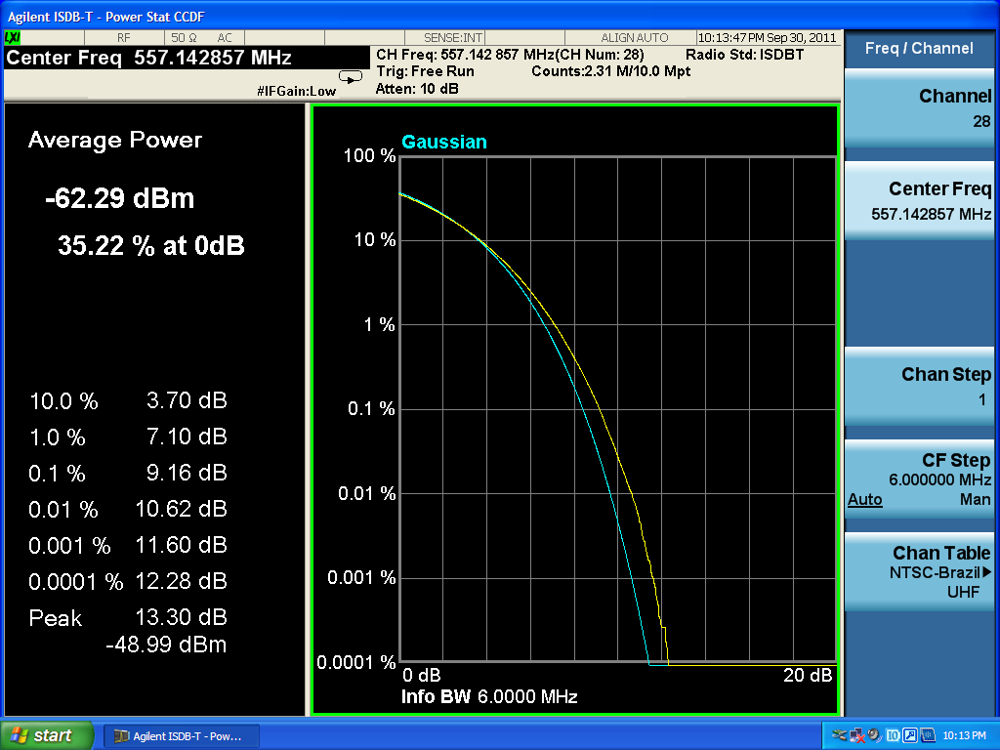 Agilent ISDB-T - Power Stat CCDF
LXI RF 50 Ω AC SENSE:INT ALIGN AUTO 10:13:47 PM Sep 30, 2011
Center Freq 557.142857 MHz
CH Freq: 557.142 857 MHz(CH Num: 28) Radio Std: ISDBT
Trig: Free Run Counts:2.31 M/10.0 Mpt
#IFGain:Low Atten: 10 dB
Average Power
-62.29 dBm
35.22 % at 0dB
10.0 % 3.70 dB
1.0 % 7.10 dB
0.1 % 9.16 dB
0.01 % 10.62 dB
0.001 % 11.60 dB
0.0001 % 12.28 dB
Peak 13.30 dB
-48.99 dBm
Gaussian
100 %
10 %
1 %
0.1 %
0.01 %
0.001 %
0.0001 %
0 dB 20 dB
Info BW 6.0000 MHz
Freq / Channel
Channel
28
Center Freq
557.142857 MHz
Chan Step
1
CF Step
6.000000 MHz
Auto Man
Chan Table
NTSC-Brazil
UHF
start Agilent ISDB-T - Pow... 10:13 PM